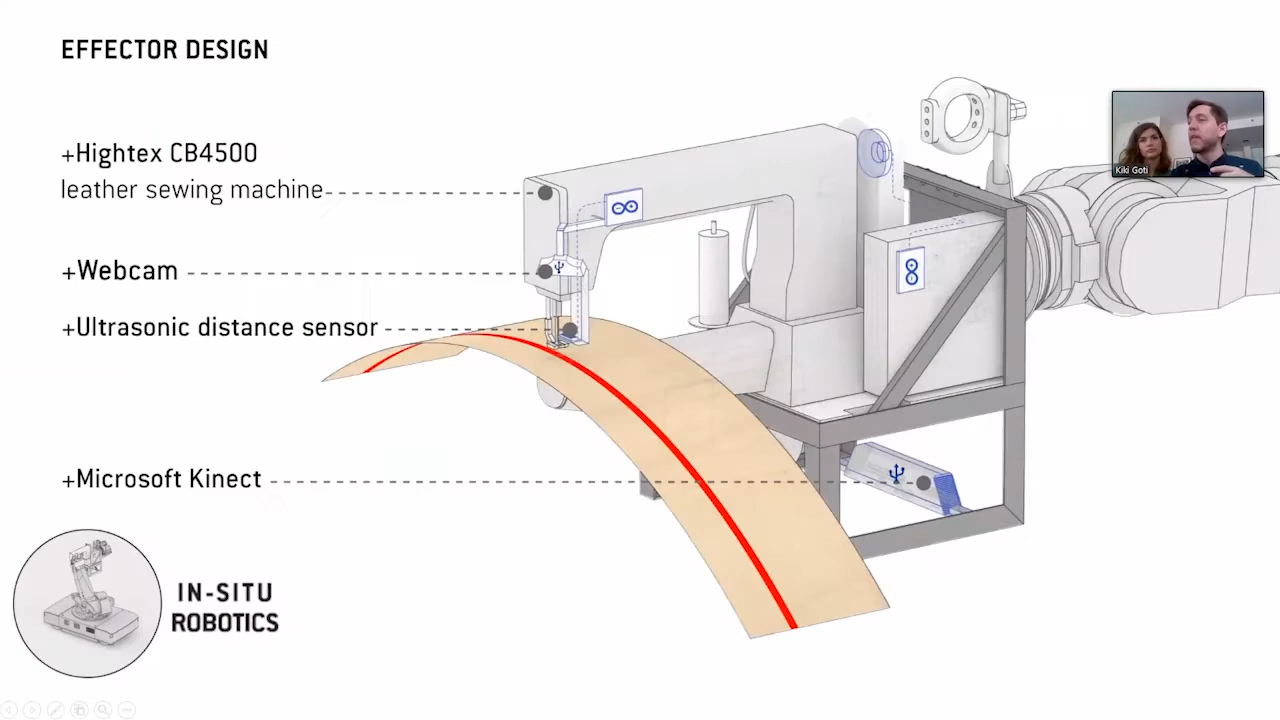 EFFECTOR DESIGN
+Hightex CB4500
leather sewing machine
+Webcam
+Ultrasonic distance sensor
+Microsoft Kinect
IN-SITU
ROBOTICS
Kiki Goti